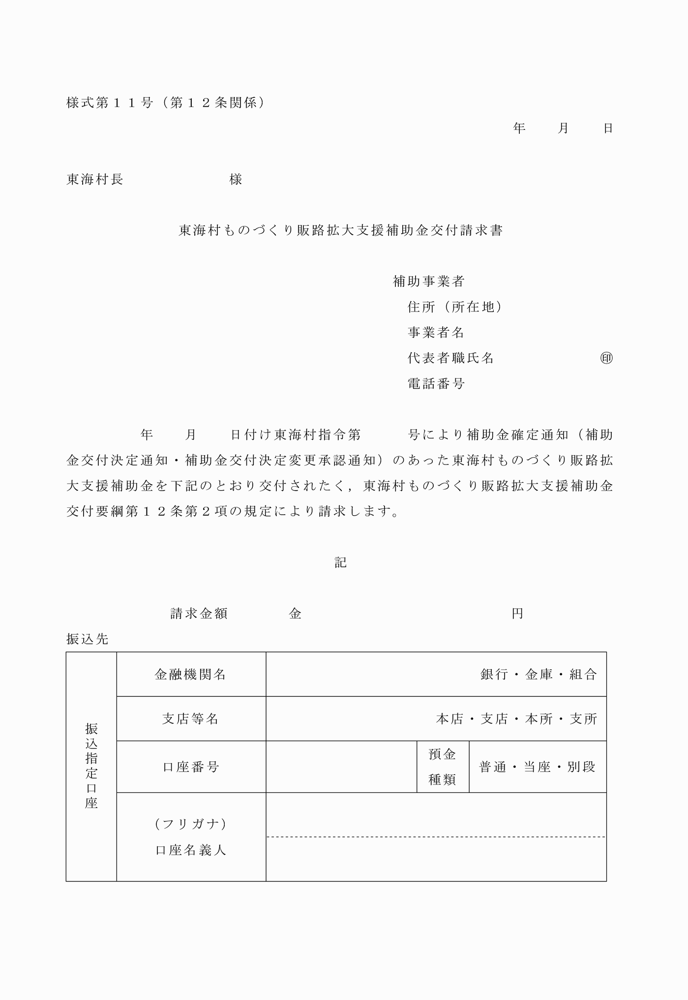 様式第１１号（第１２条関係）
年　　月　　日
東海村長　　　　　　　様
東海村ものづくり販路拡大支援補助金交付請求書
補助事業者
住所（所在地）
事業者名
代表者職氏名　　　　　　　㊞
電話番号
年　　月　　日付け東海村指令第　　　号により補助金確定通知（補助
金交付決定通知・補助金交付決定変更承認通知）のあった東海村ものづくり販路拡
大支援補助金を下記のとおり交付されたく，東海村ものづくり販路拡大支援補助金
交付要綱第１２条第２項の規定により請求します。
記
請求金額　　　　金　　　　　　　　　　　　　　円
振込先
振込指定口座
金融機関名　　銀行・金庫・組合
支店等名　　本店・支店・本所・支所
口座番号
預金
種類
普通・当座・別段
（フリガナ）
口座名義人